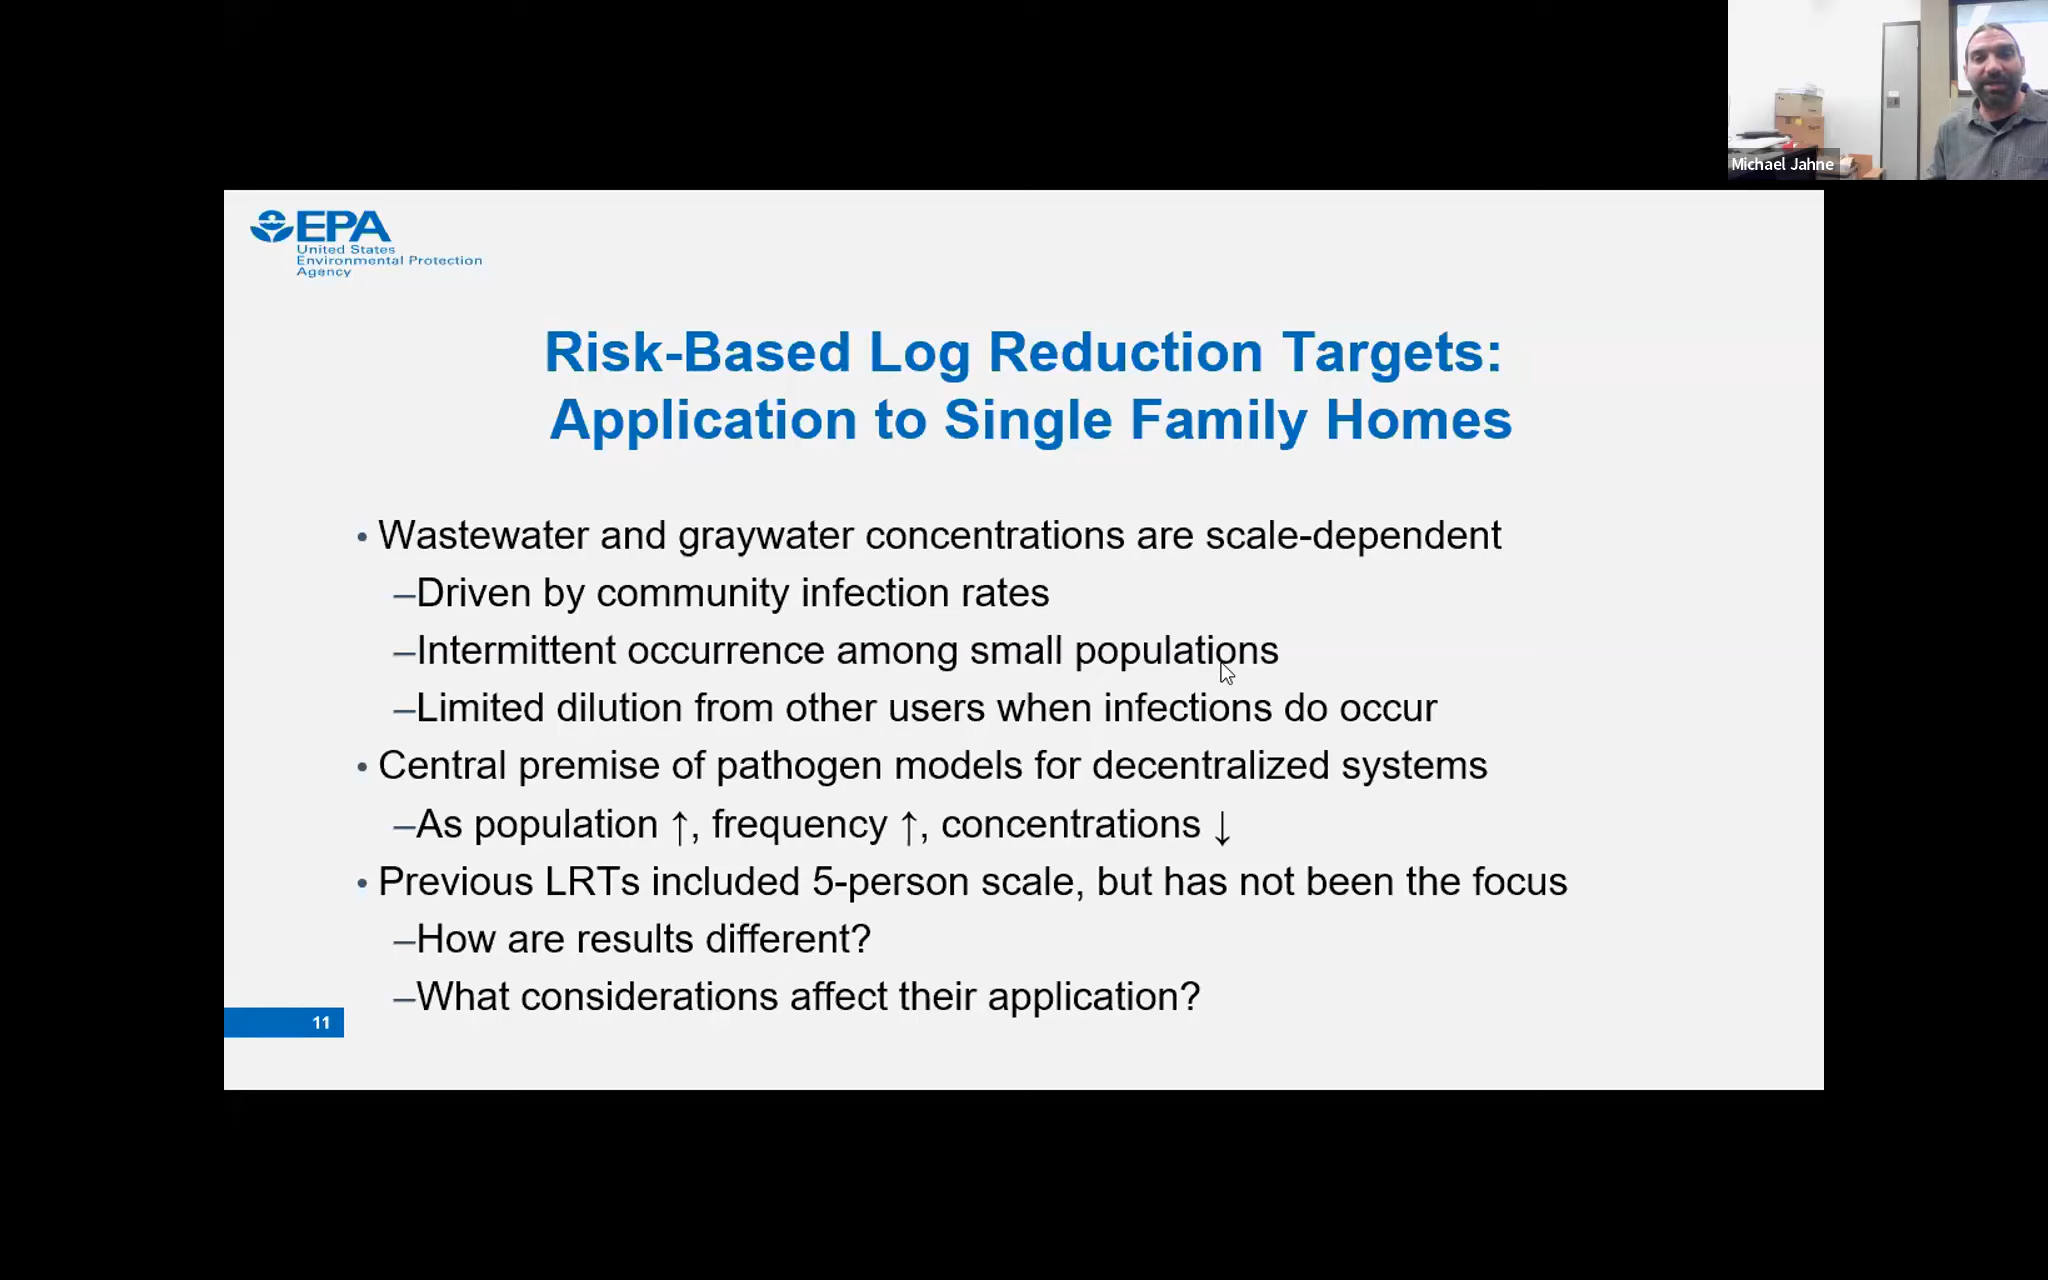 Michael Jahne
EPA
United States
Environmental Protection
Agency
Risk-Based Log Reduction Targets:
Application to Single Family Homes
• Wastewater and graywater concentrations are scale-dependent
–Driven by community infection rates
–Intermittent occurrence among small populations
–Limited dilution from other users when infections do occur
• Central premise of pathogen models for decentralized systems
–As population ↑, frequency ↑, concentrations ↓
• Previous LRTs included 5-person scale, but has not been the focus
–How are results different?
–What considerations affect their application?
11